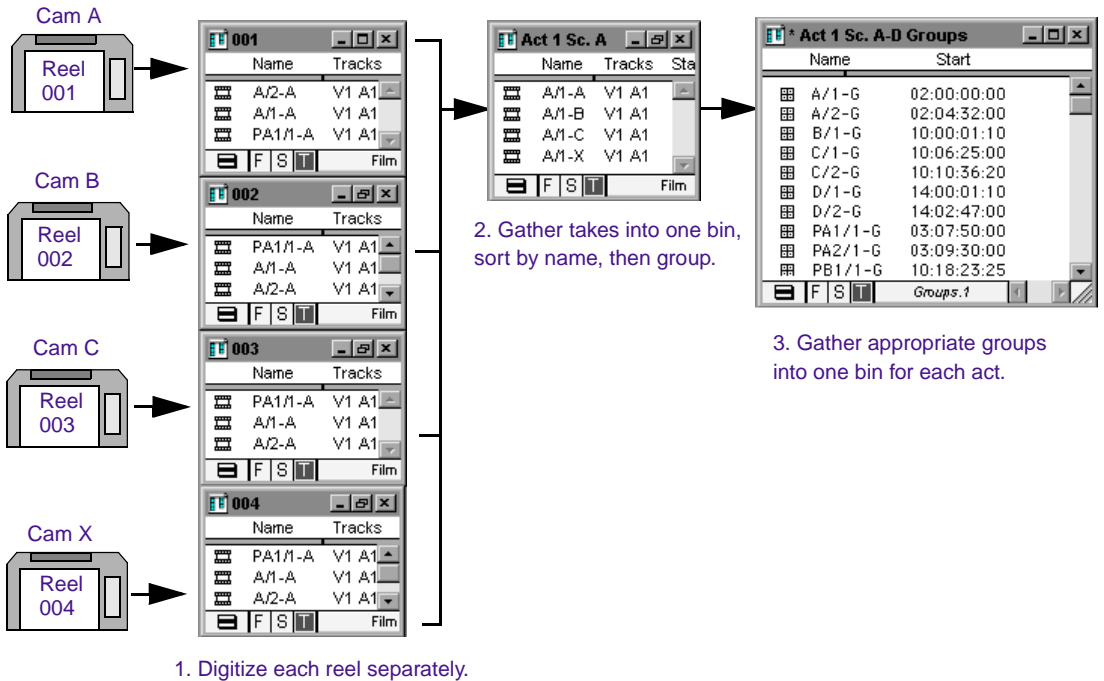 Cam A
Reel
001
001
Name Tracks
A/2-A V1 A1
A/1-A V1 A1
PA1/1-A V1 A1
F S T Film
Cam B
Reel
002
002
Name Tracks
PA1/1-A V1 A1
A/1-A V1 A1
A/2-A V1 A1
F S T Film
Cam C
Reel
003
003
Name Tracks
PA1/1-A V1 A1
A/1-A V1 A1
A/2-A V1 A1
F S T Film
Cam X
Reel
004
004
Name Tracks
PA1/1-A V1 A1
A/1-A V1 A1
A/2-A V1 A1
F S T Film
1. Digitize each reel separately.
Act 1 Sc. A
Name Tracks Sta
A/1-A V1 A1
A/1-B V1 A1
A/1-C V1 A1
A/1-X V1 A1
F S T Film
2. Gather takes into one bin,
sort by name, then group.
* Act 1 Sc. A-D Groups
Name Start
A/1-G 02:00:00:00
A/2-G 02:04:32:00
B/1-G 10:00:01:10
C/1-G 10:06:25:00
C/2-G 10:10:36:20
D/1-G 14:00:01:10
D/2-G 14:02:47:00
PA1/1-G 03:07:50:00
PA2/1-G 03:09:30:00
PB1/1-G 10:18:23:25
F S T Groups.1
3. Gather appropriate groups
into one bin for each act.